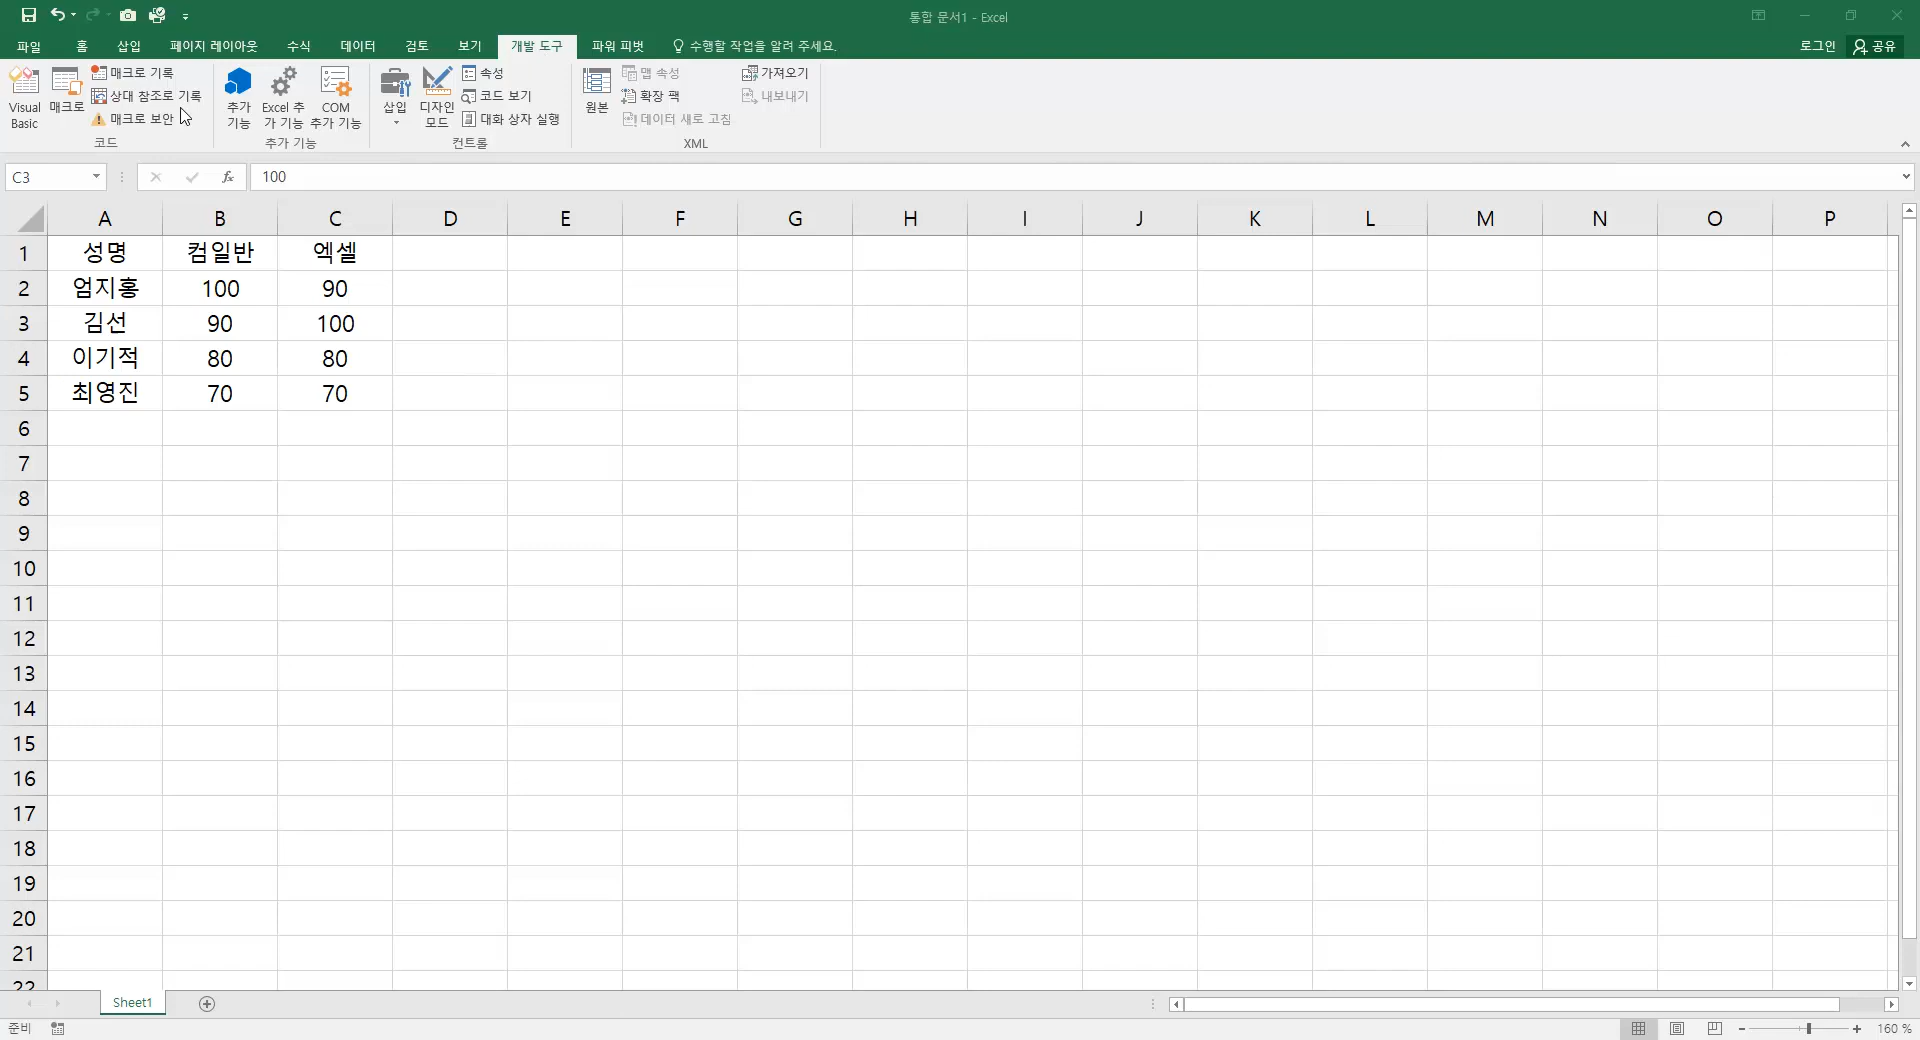 통합 문서1 - Excel
파일 홈 삽입 페이지 레이아웃 수식 데이터 검토 보기 개발 도구 파워 피벗 수행할 작업을 알려 주세요. 로그인 공유
Visual Basic
매크로
매크로 기록
상대 참조로 기록
매크로 보안
코드
추가 기능
Excel 추가 기능
COM 추가 기능
추가 기능
삽입
디자인 모드
속성
코드 보기
대화 상자 실행
컨트롤
원본
맵 속성
확장 팩
데이터 새로 고침
가져오기
내보내기
XML
C3 fx 100
A B C D E F G H I J K L M N O P
1 성명 컴일반 엑셀
2 엄지홍 100 90
3 김선 90 100
4 이기적 80 80
5 최영진 70 70
6
7
8
9
10
11
12
13
14
15
16
17
18
19
20
21
22
Sheet1
준비 160 %